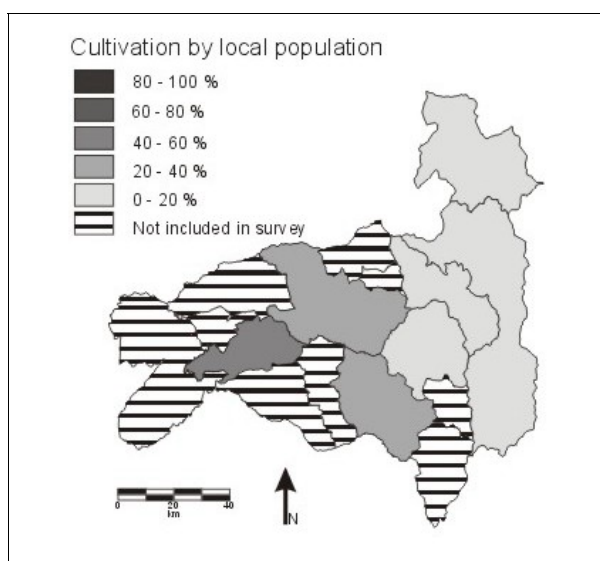 Cultivation by local population
80 - 100 %
60 - 80 %
40 - 60 %
20 - 40 %
0 - 20 %
Not included in survey
0 20 40
km
N